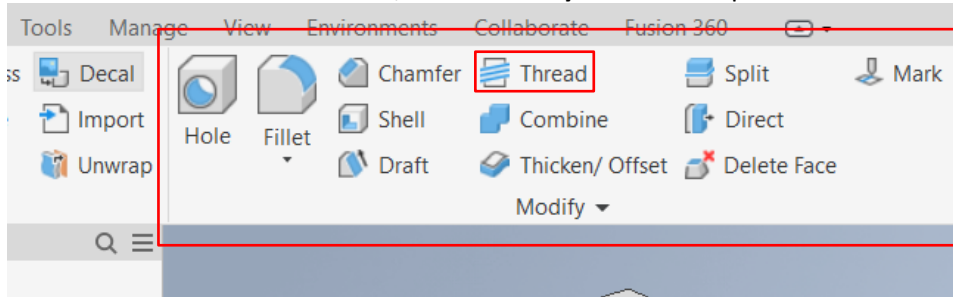 Tools Manage View Environments Collaborate Fusion 360
ss Decal Chamfer Thread Split Mark
Import Hole Fillet Shell Combine Direct
Unwrap Draft Thicken/ Offset Delete Face
Modify